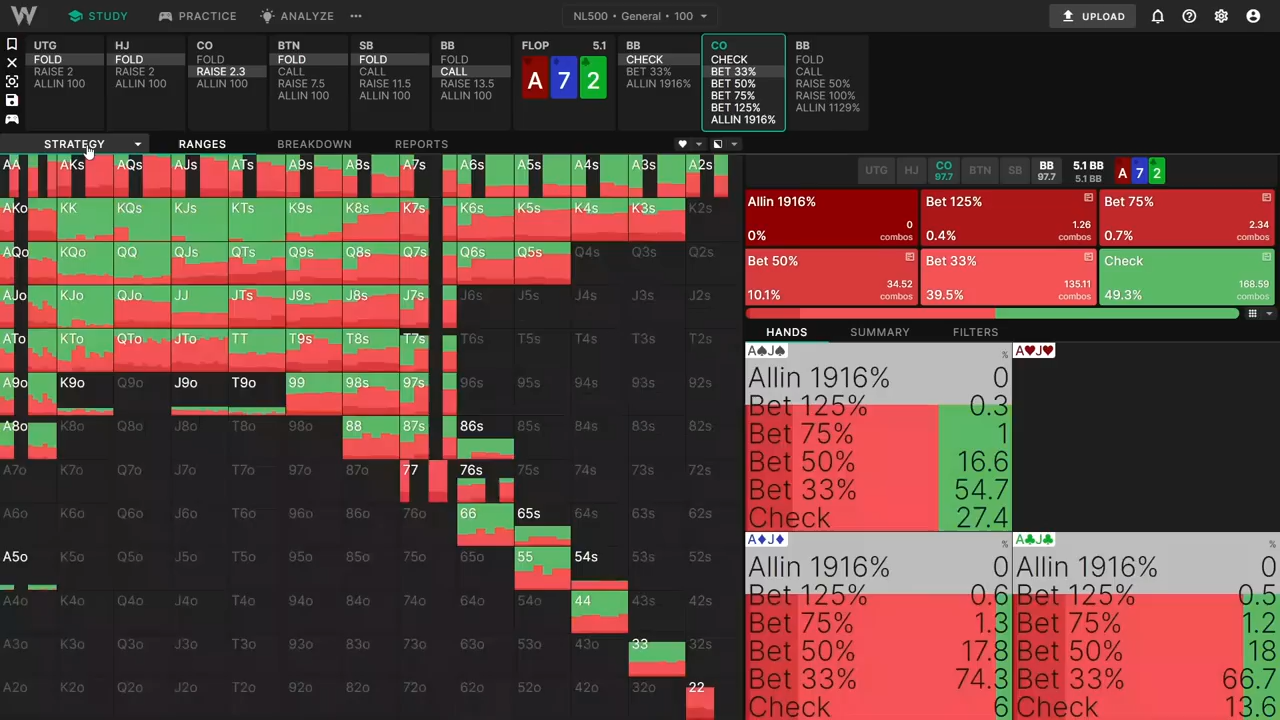 W STUDY PRACTICE ANALYZE ••• NL500 • General • 100 UPLOAD
UTG
FOLD
RAISE 2
ALLIN 100
HJ
FOLD
RAISE 2
ALLIN 100
CO
FOLD
RAISE 2.3
ALLIN 100
BTN
FOLD
CALL
RAISE 7.5
ALLIN 100
SB
FOLD
CALL
RAISE 11.5
ALLIN 100
BB
FOLD
CALL
RAISE 13.5
ALLIN 100
FLOP 5.1
A 7 2
BB
CHECK
BET 33%
ALLIN 1916%
CO
CHECK
BET 33%
BET 50%
BET 75%
BET 125%
ALLIN 1916%
BB
FOLD
CALL
RAISE 50%
RAISE 100%
ALLIN 1129%
STRATEGY RANGES BREAKDOWN REPORTS
AA AKs AQs AJs ATs A9s A8s A7s A6s A5s A4s A3s A2s
AKo KK KQs KJs KTs K9s K8s K7s K6s K5s K4s K3s K2s
AQo KQo QQ QJs QTs Q9s Q8s Q7s Q6s Q5s Q4s Q3s Q2s
AJo KJo QJo JJ JTs J9s J8s J7s J6s J5s J4s J3s J2s
ATo KTo QTo JTo TT T9s T8s T7s T6s T5s T4s T3s T2s
A9o K9o Q9o J9o T9o 99 98s 97s 96s 95s 94s 93s 92s
A8o K8o Q8o J8o T8o 98o 88 87s 86s 85s 84s 83s 82s
A7o K7o Q7o J7o T7o 97o 87o 77 76s 75s 74s 73s 72s
A6o K6o Q6o J6o T6o 96o 86o 76o 66 65s 64s 63s 62s
A5o K5o Q5o J5o T5o 95o 85o 75o 65o 55 54s 53s 52s
A4o K4o Q4o J4o T4o 94o 84o 74o 64o 54o 44 43s 42s
A3o K3o Q3o J3o T3o 93o 83o 73o 63o 53o 43o 33 32s
A2o K2o Q2o J2o T2o 92o 82o 72o 62o 52o 42o 32o 22
UTG
HJ
CO
97.7
BTN
SB
BB
97.7
5.1 BB
5.1 BB
A 7 2
Allin 1916%
0
0% combos
Bet 125%
1.26
0.4% combos
Bet 75%
2.34
0.7% combos
Bet 50%
34.52
10.1% combos
Bet 33%
135.11
39.5% combos
Check
168.59
49.3% combos
HANDS SUMMARY FILTERS
A♠J♠ %
Allin 1916% 0
Bet 125% 0.3
Bet 75% 1
Bet 50% 16.6
Bet 33% 54.7
Check 27.4
A♥J♥
A♦J♦ %
Allin 1916% 0
Bet 125% 0.6
Bet 75% 1.3
Bet 50% 17.8
Bet 33% 74.3
Check 6
A♣J♣ %
Allin 1916% 0
Bet 125% 0.5
Bet 75% 1.2
Bet 50% 18
Bet 33% 66.7
Check 13.6